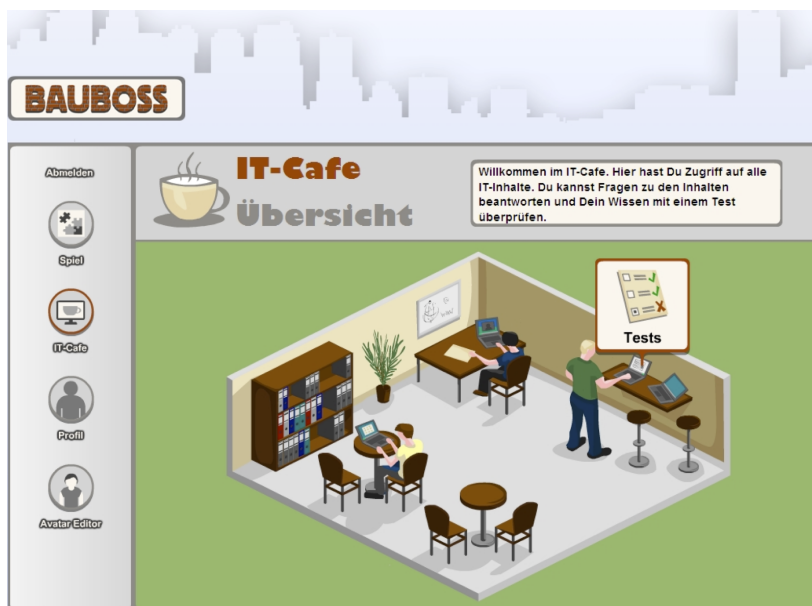 BAUBOSS
Abmelden
Spiel
IT-Cafe
Profil
Avatar Editor
IT-Cafe
Übersicht
Willkommen im IT-Cafe. Hier hast Du Zugriff auf alle
IT-Inhalte. Du kannst Fragen zu den Inhalten
beantworten und Dein Wissen mit einem Test
überprüfen.
Tests